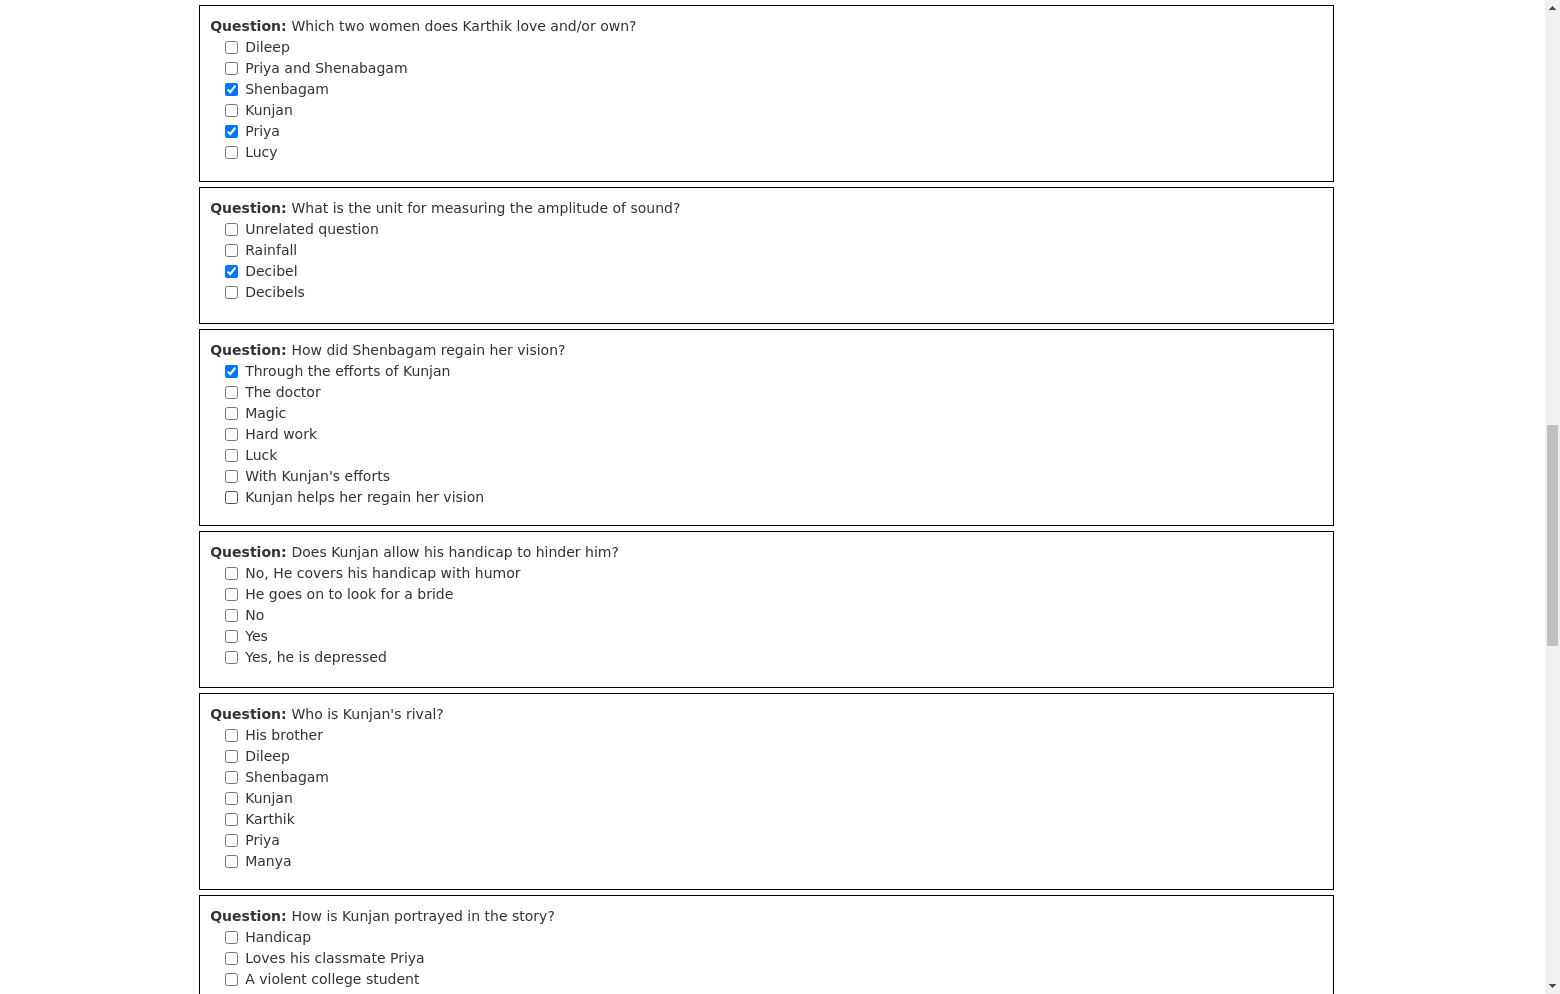 Question: Which two women does Karthik love and/or own?
Dileep
Priya and Shenabagam
Shenbagam
Kunjan
Priya
Lucy
Question: What is the unit for measuring the amplitude of sound?
Unrelated question
Rainfall
Decibel
Decibels
Question: How did Shenbagam regain her vision?
Through the efforts of Kunjan
The doctor
Magic
Hard work
Luck
With Kunjan's efforts
Kunjan helps her regain her vision
Question: Does Kunjan allow his handicap to hinder him?
No, He covers his handicap with humor
He goes on to look for a bride
No
Yes
Yes, he is depressed
Question: Who is Kunjan's rival?
His brother
Dileep
Shenbagam
Kunjan
Karthik
Priya
Manya
Question: How is Kunjan portrayed in the story?
Handicap
Loves his classmate Priya
A violent college student